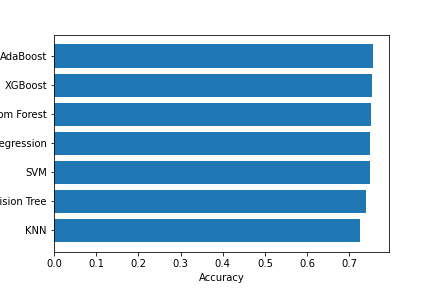 AdaBoost
XGBoost
om Forest
egression
SVM
ision Tree
KNN
0.0 0.1 0.2 0.3 0.4 0.5 0.6 0.7
Accuracy